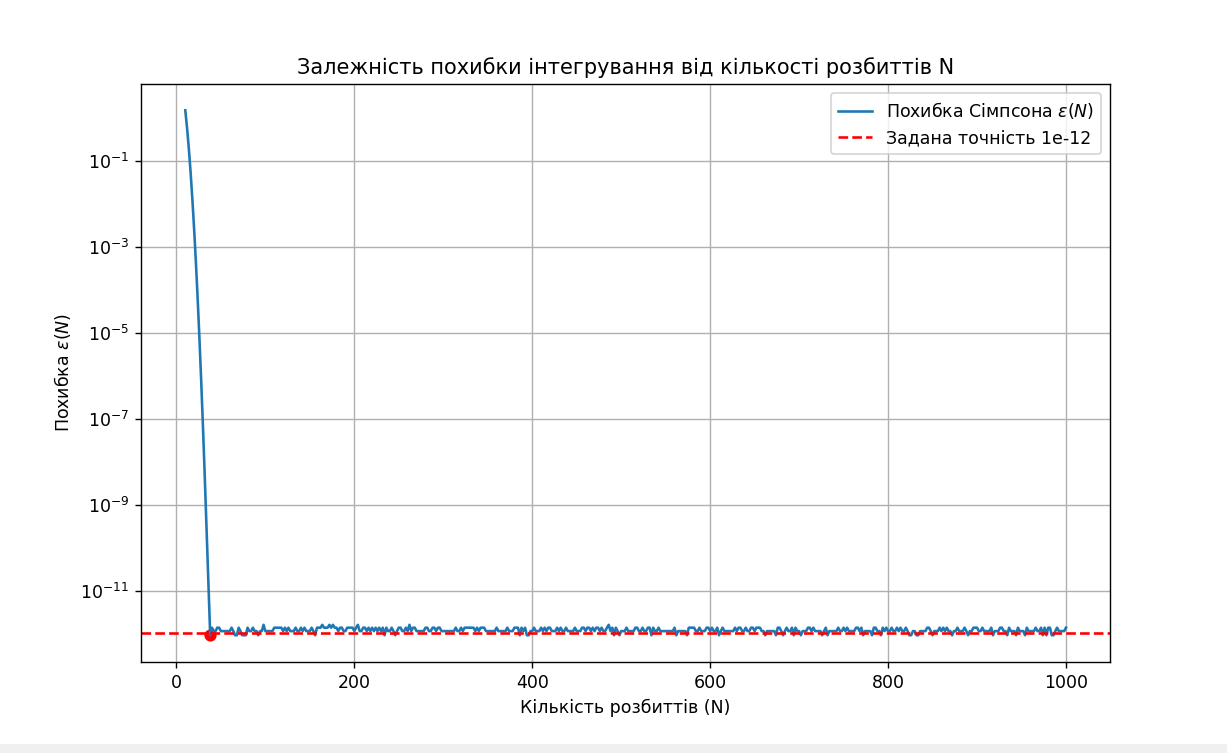 Залежність похибки інтегрування від кількості розбиттів N
Похибка Сімпсона ε(N)
Задана точність 1e-12
Похибка ε(N)
10⁻¹
10⁻³
10⁻⁵
10⁻⁷
10⁻⁹
10⁻¹¹
0 200 400 600 800 1000
Кількість розбиттів (N)